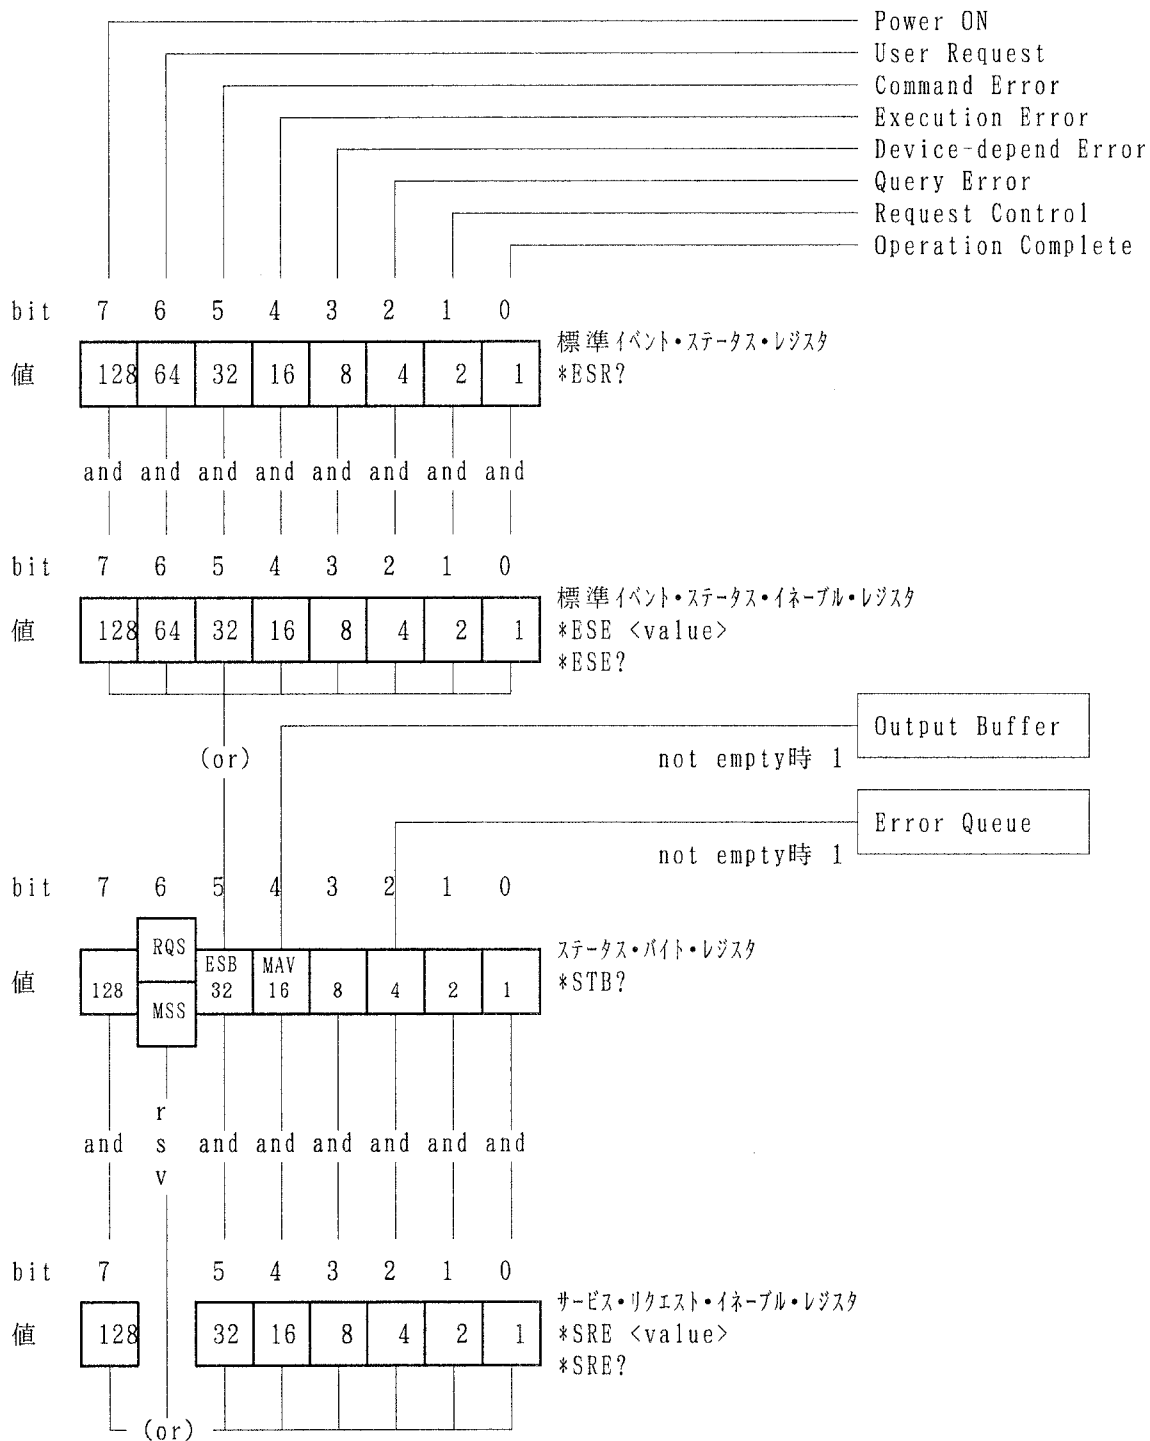 Power ON
User Request
Command Error
Execution Error
Device-depend Error
Query Error
Request Control
Operation Complete
bit 7 6 5 4 3 2 1 0
標準イベント・ステータス・レジスタ
値 128 64 32 16 8 4 2 1 *ESR?
and and and and and and and and
bit 7 6 5 4 3 2 1 0
標準イベント・ステータス・イネーブル・レジスタ
値 128 64 32 16 8 4 2 1 *ESE <value>
*ESE?
Output Buffer
(or) not empty時 1
Error Queue
not empty時 1
bit 7 6 5 4 3 2 1 0
RQS ステータス・バイト・レジスタ
ESB MAV
値 128 32 16 8 4 2 1 *STB?
MSS
r
and s and and and and and and
v
bit 7 5 4 3 2 1 0
サービス・リクエスト・イネーブル・レジスタ
値 128 32 16 8 4 2 1 *SRE <value>
*SRE?
(or)